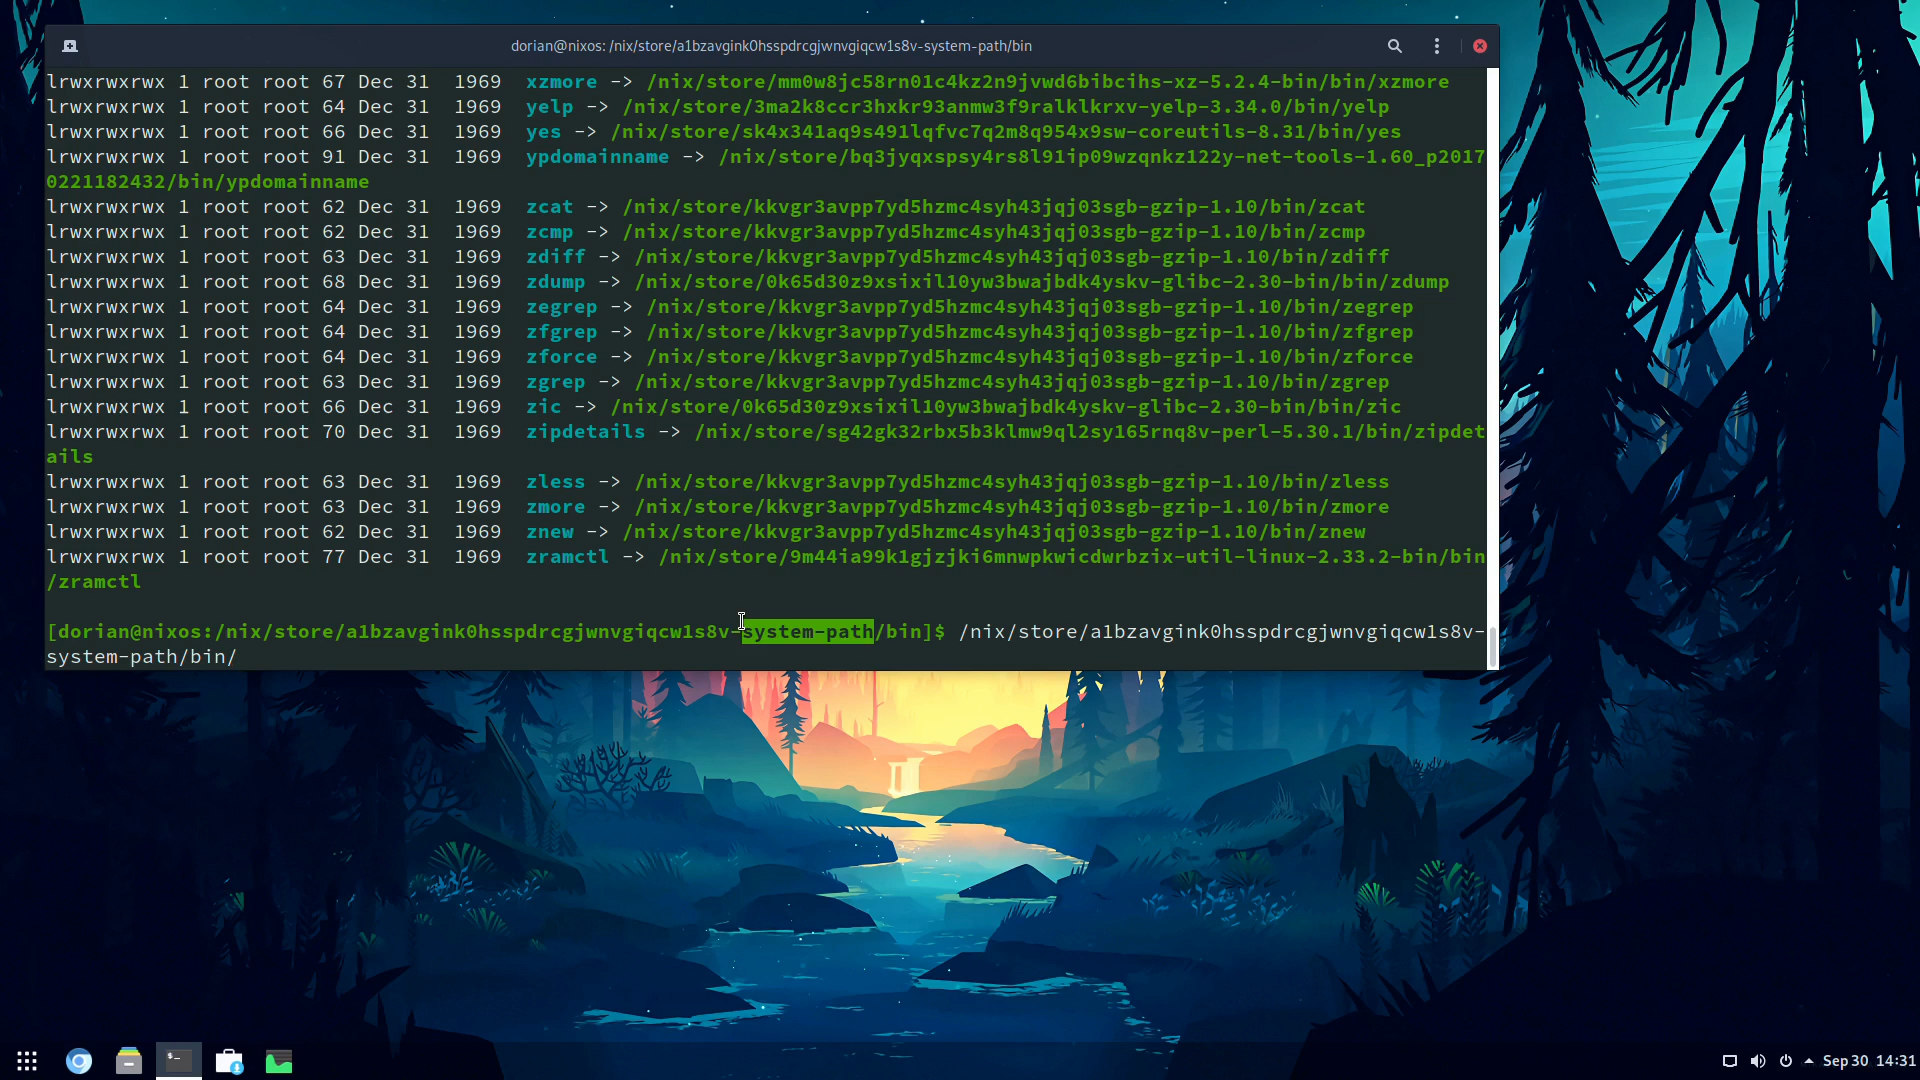 dorian@nixos: /nix/store/a1bzavgink0hsspdrcgjwnvgiqcw1s8v-system-path/bin
lrwxrwxrwx 1 root root 67 Dec 31  1969  xzmore -> /nix/store/mm0w8jc58rn01c4kz2n9jvwd6bibcihs-xz-5.2.4-bin/bin/xzmore
lrwxrwxrwx 1 root root 64 Dec 31  1969  yelp -> /nix/store/3ma2k8ccr3hxkr93anmw3f9ralklkrxv-yelp-3.34.0/bin/yelp
lrwxrwxrwx 1 root root 66 Dec 31  1969  yes -> /nix/store/sk4x341aq9s491lqfvc7q2m8q954x9sw-coreutils-8.31/bin/yes
lrwxrwxrwx 1 root root 91 Dec 31  1969  ypdomainname -> /nix/store/bq3jyqxspsy4rs8l91ip09wzqnkz122y-net-tools-1.60_p2017
0221182432/bin/ypdomainname
lrwxrwxrwx 1 root root 62 Dec 31  1969  zcat -> /nix/store/kkvgr3avpp7yd5hzmc4syh43jqj03sgb-gzip-1.10/bin/zcat
lrwxrwxrwx 1 root root 62 Dec 31  1969  zcmp -> /nix/store/kkvgr3avpp7yd5hzmc4syh43jqj03sgb-gzip-1.10/bin/zcmp
lrwxrwxrwx 1 root root 63 Dec 31  1969  zdiff -> /nix/store/kkvgr3avpp7yd5hzmc4syh43jqj03sgb-gzip-1.10/bin/zdiff
lrwxrwxrwx 1 root root 68 Dec 31  1969  zdump -> /nix/store/0k65d30z9xsixil10yw3bwajbdk4yskv-glibc-2.30-bin/bin/zdump
lrwxrwxrwx 1 root root 64 Dec 31  1969  zegrep -> /nix/store/kkvgr3avpp7yd5hzmc4syh43jqj03sgb-gzip-1.10/bin/zegrep
lrwxrwxrwx 1 root root 64 Dec 31  1969  zfgrep -> /nix/store/kkvgr3avpp7yd5hzmc4syh43jqj03sgb-gzip-1.10/bin/zfgrep
lrwxrwxrwx 1 root root 64 Dec 31  1969  zforce -> /nix/store/kkvgr3avpp7yd5hzmc4syh43jqj03sgb-gzip-1.10/bin/zforce
lrwxrwxrwx 1 root root 63 Dec 31  1969  zgrep -> /nix/store/kkvgr3avpp7yd5hzmc4syh43jqj03sgb-gzip-1.10/bin/zgrep
lrwxrwxrwx 1 root root 66 Dec 31  1969  zic -> /nix/store/0k65d30z9xsixil10yw3bwajbdk4yskv-glibc-2.30-bin/bin/zic
lrwxrwxrwx 1 root root 70 Dec 31  1969  zipdetails -> /nix/store/sg42gk32rbx5b3klmw9ql2sy165rnq8v-perl-5.30.1/bin/zipdet
ails
lrwxrwxrwx 1 root root 63 Dec 31  1969  zless -> /nix/store/kkvgr3avpp7yd5hzmc4syh43jqj03sgb-gzip-1.10/bin/zless
lrwxrwxrwx 1 root root 63 Dec 31  1969  zmore -> /nix/store/kkvgr3avpp7yd5hzmc4syh43jqj03sgb-gzip-1.10/bin/zmore
lrwxrwxrwx 1 root root 62 Dec 31  1969  znew -> /nix/store/kkvgr3avpp7yd5hzmc4syh43jqj03sgb-gzip-1.10/bin/znew
lrwxrwxrwx 1 root root 77 Dec 31  1969  zramctl -> /nix/store/9m44ia99k1gjzjki6mnwpkwicdwrbzix-util-linux-2.33.2-bin/bin
/zramctl
[dorian@nixos:/nix/store/a1bzavgink0hsspdrcgjwnvgiqcw1s8v-system-path/bin]$ /nix/store/a1bzavgink0hsspdrcgjwnvgiqcw1s8v-
system-path/bin/
$_
Sep 30  14:31